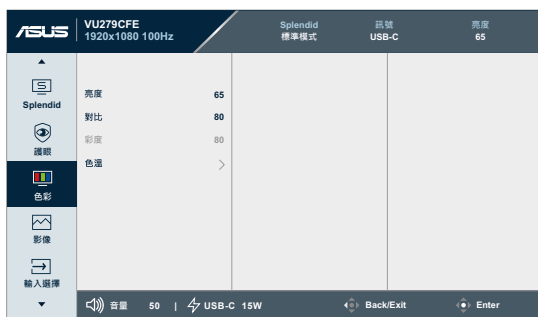 ASUS
VU279CFE
1920x1080 100Hz
Splendid
標準模式
訊號
USB-C
亮度
65
Splendid
護眼
色彩
影像
輸入選擇
亮度 65
對比 80
彩度 80
色溫
音量 50 | USB-C 15W
Back/Exit
Enter